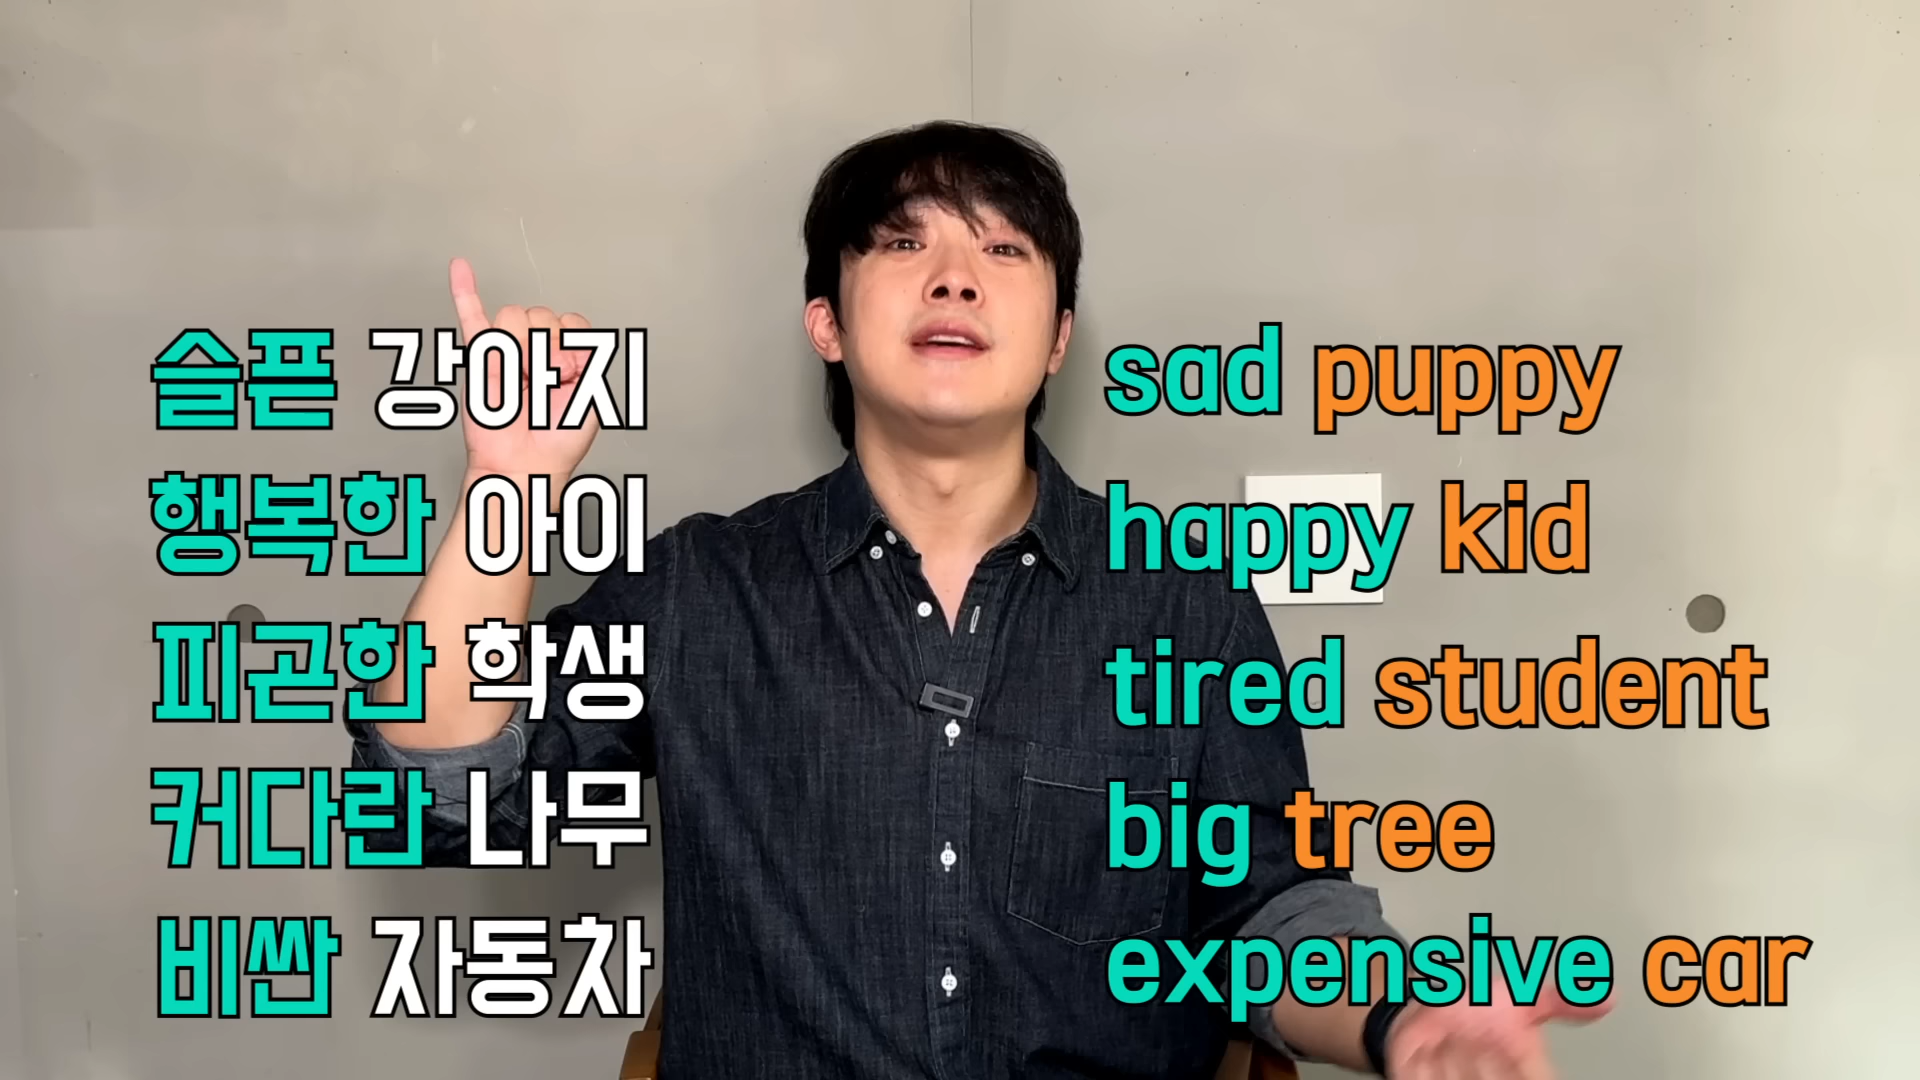 슬픈 강아지
행복한 아이
피곤한 학생
커다란 나무
비싼 자동차
sad puppy
happy kid
tired student
big tree
expensive car